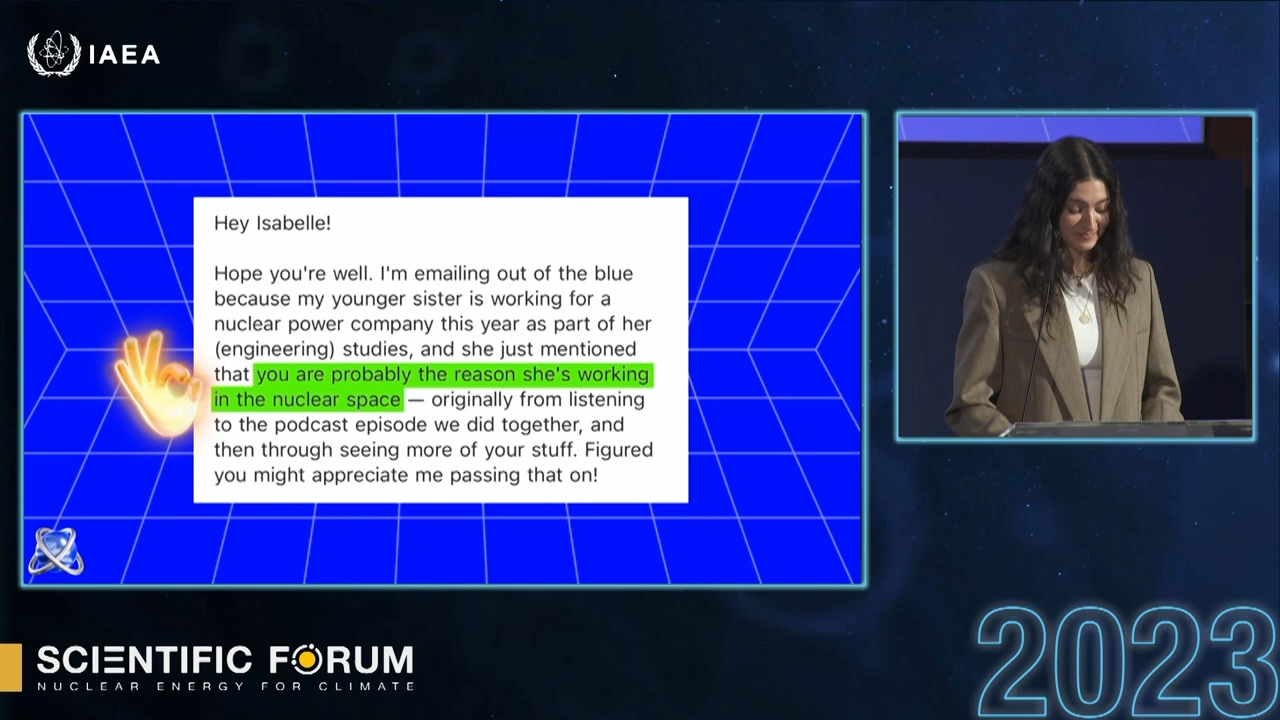 IAEA
Hey Isabelle!
Hope you're well. I'm emailing out of the blue
because my younger sister is working for a
nuclear power company this year as part of her
(engineering) studies, and she just mentioned
that you are probably the reason she's working
in the nuclear space — originally from listening
to the podcast episode we did together, and
then through seeing more of your stuff. Figured
you might appreciate me passing that on!
SCIENTIFIC FORUM
NUCLEAR ENERGY FOR CLIMATE
2023